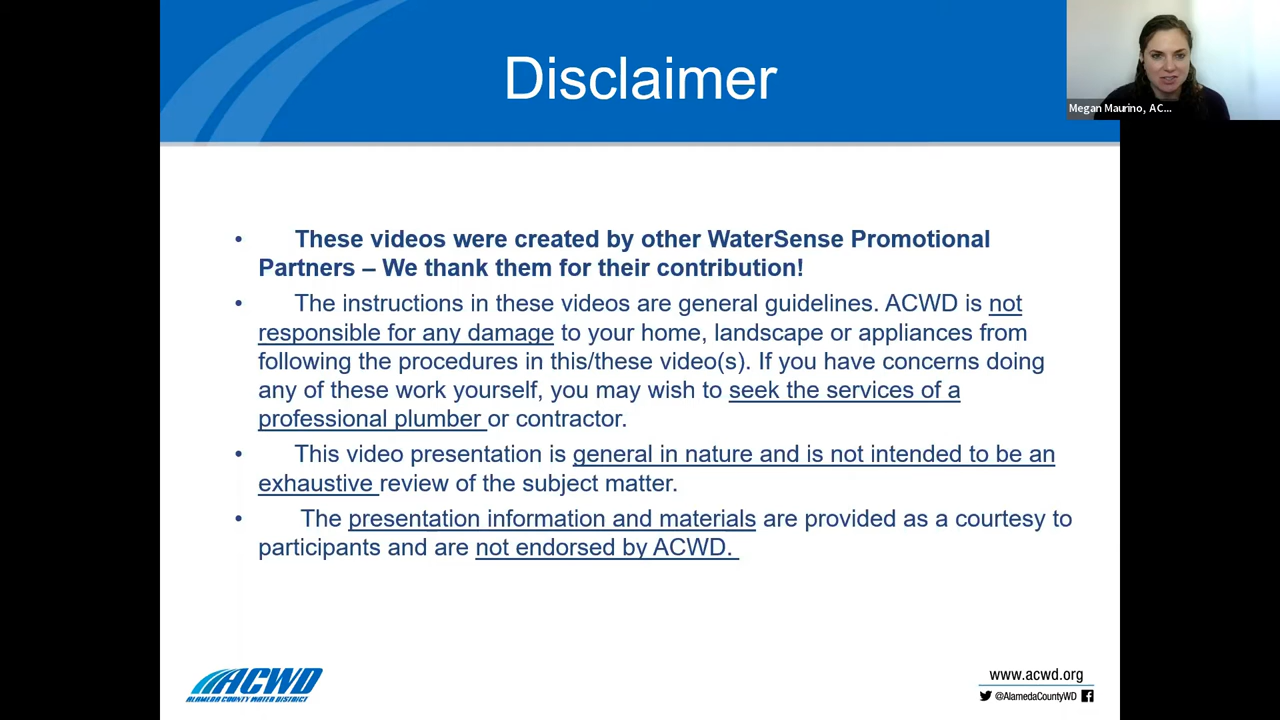 Disclaimer
Megan Maurino, AC...
• These videos were created by other WaterSense Promotional
Partners – We thank them for their contribution!
• The instructions in these videos are general guidelines. ACWD is not
responsible for any damage to your home, landscape or appliances from
following the procedures in this/these video(s). If you have concerns doing
any of these work yourself, you may wish to seek the services of a
professional plumber or contractor.
• This video presentation is general in nature and is not intended to be an
exhaustive review of the subject matter.
• The presentation information and materials are provided as a courtesy to
participants and are not endorsed by ACWD.
ACWD
ALAMEDA COUNTY WATER DISTRICT
www.acwd.org
@AlamedaCountyWD